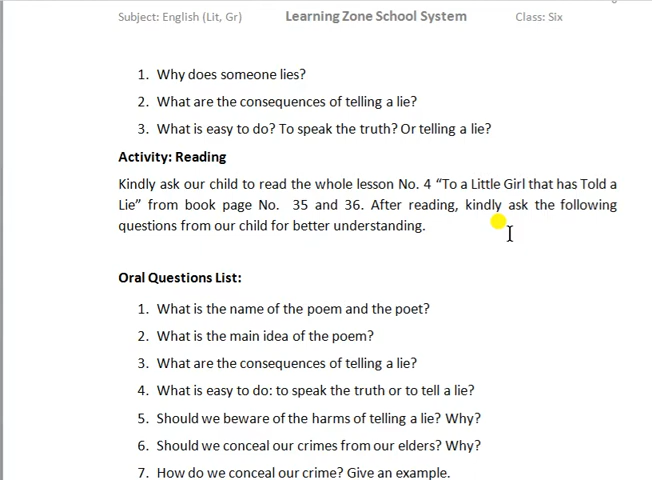 Subject: English (Lit, Gr) Learning Zone School System Class: Six
1. Why does someone lies?
2. What are the consequences of telling a lie?
3. What is easy to do? To speak the truth? Or telling a lie?
Activity: Reading
Kindly ask our child to read the whole lesson No. 4 “To a Little Girl that has Told a
Lie” from book page No. 35 and 36. After reading, kindly ask the following
questions from our child for better understanding.
Oral Questions List:
1. What is the name of the poem and the poet?
2. What is the main idea of the poem?
3. What are the consequences of telling a lie?
4. What is easy to do: to speak the truth or to tell a lie?
5. Should we beware of the harms of telling a lie? Why?
6. Should we conceal our crimes from our elders? Why?
7. How do we conceal our crime? Give an example.